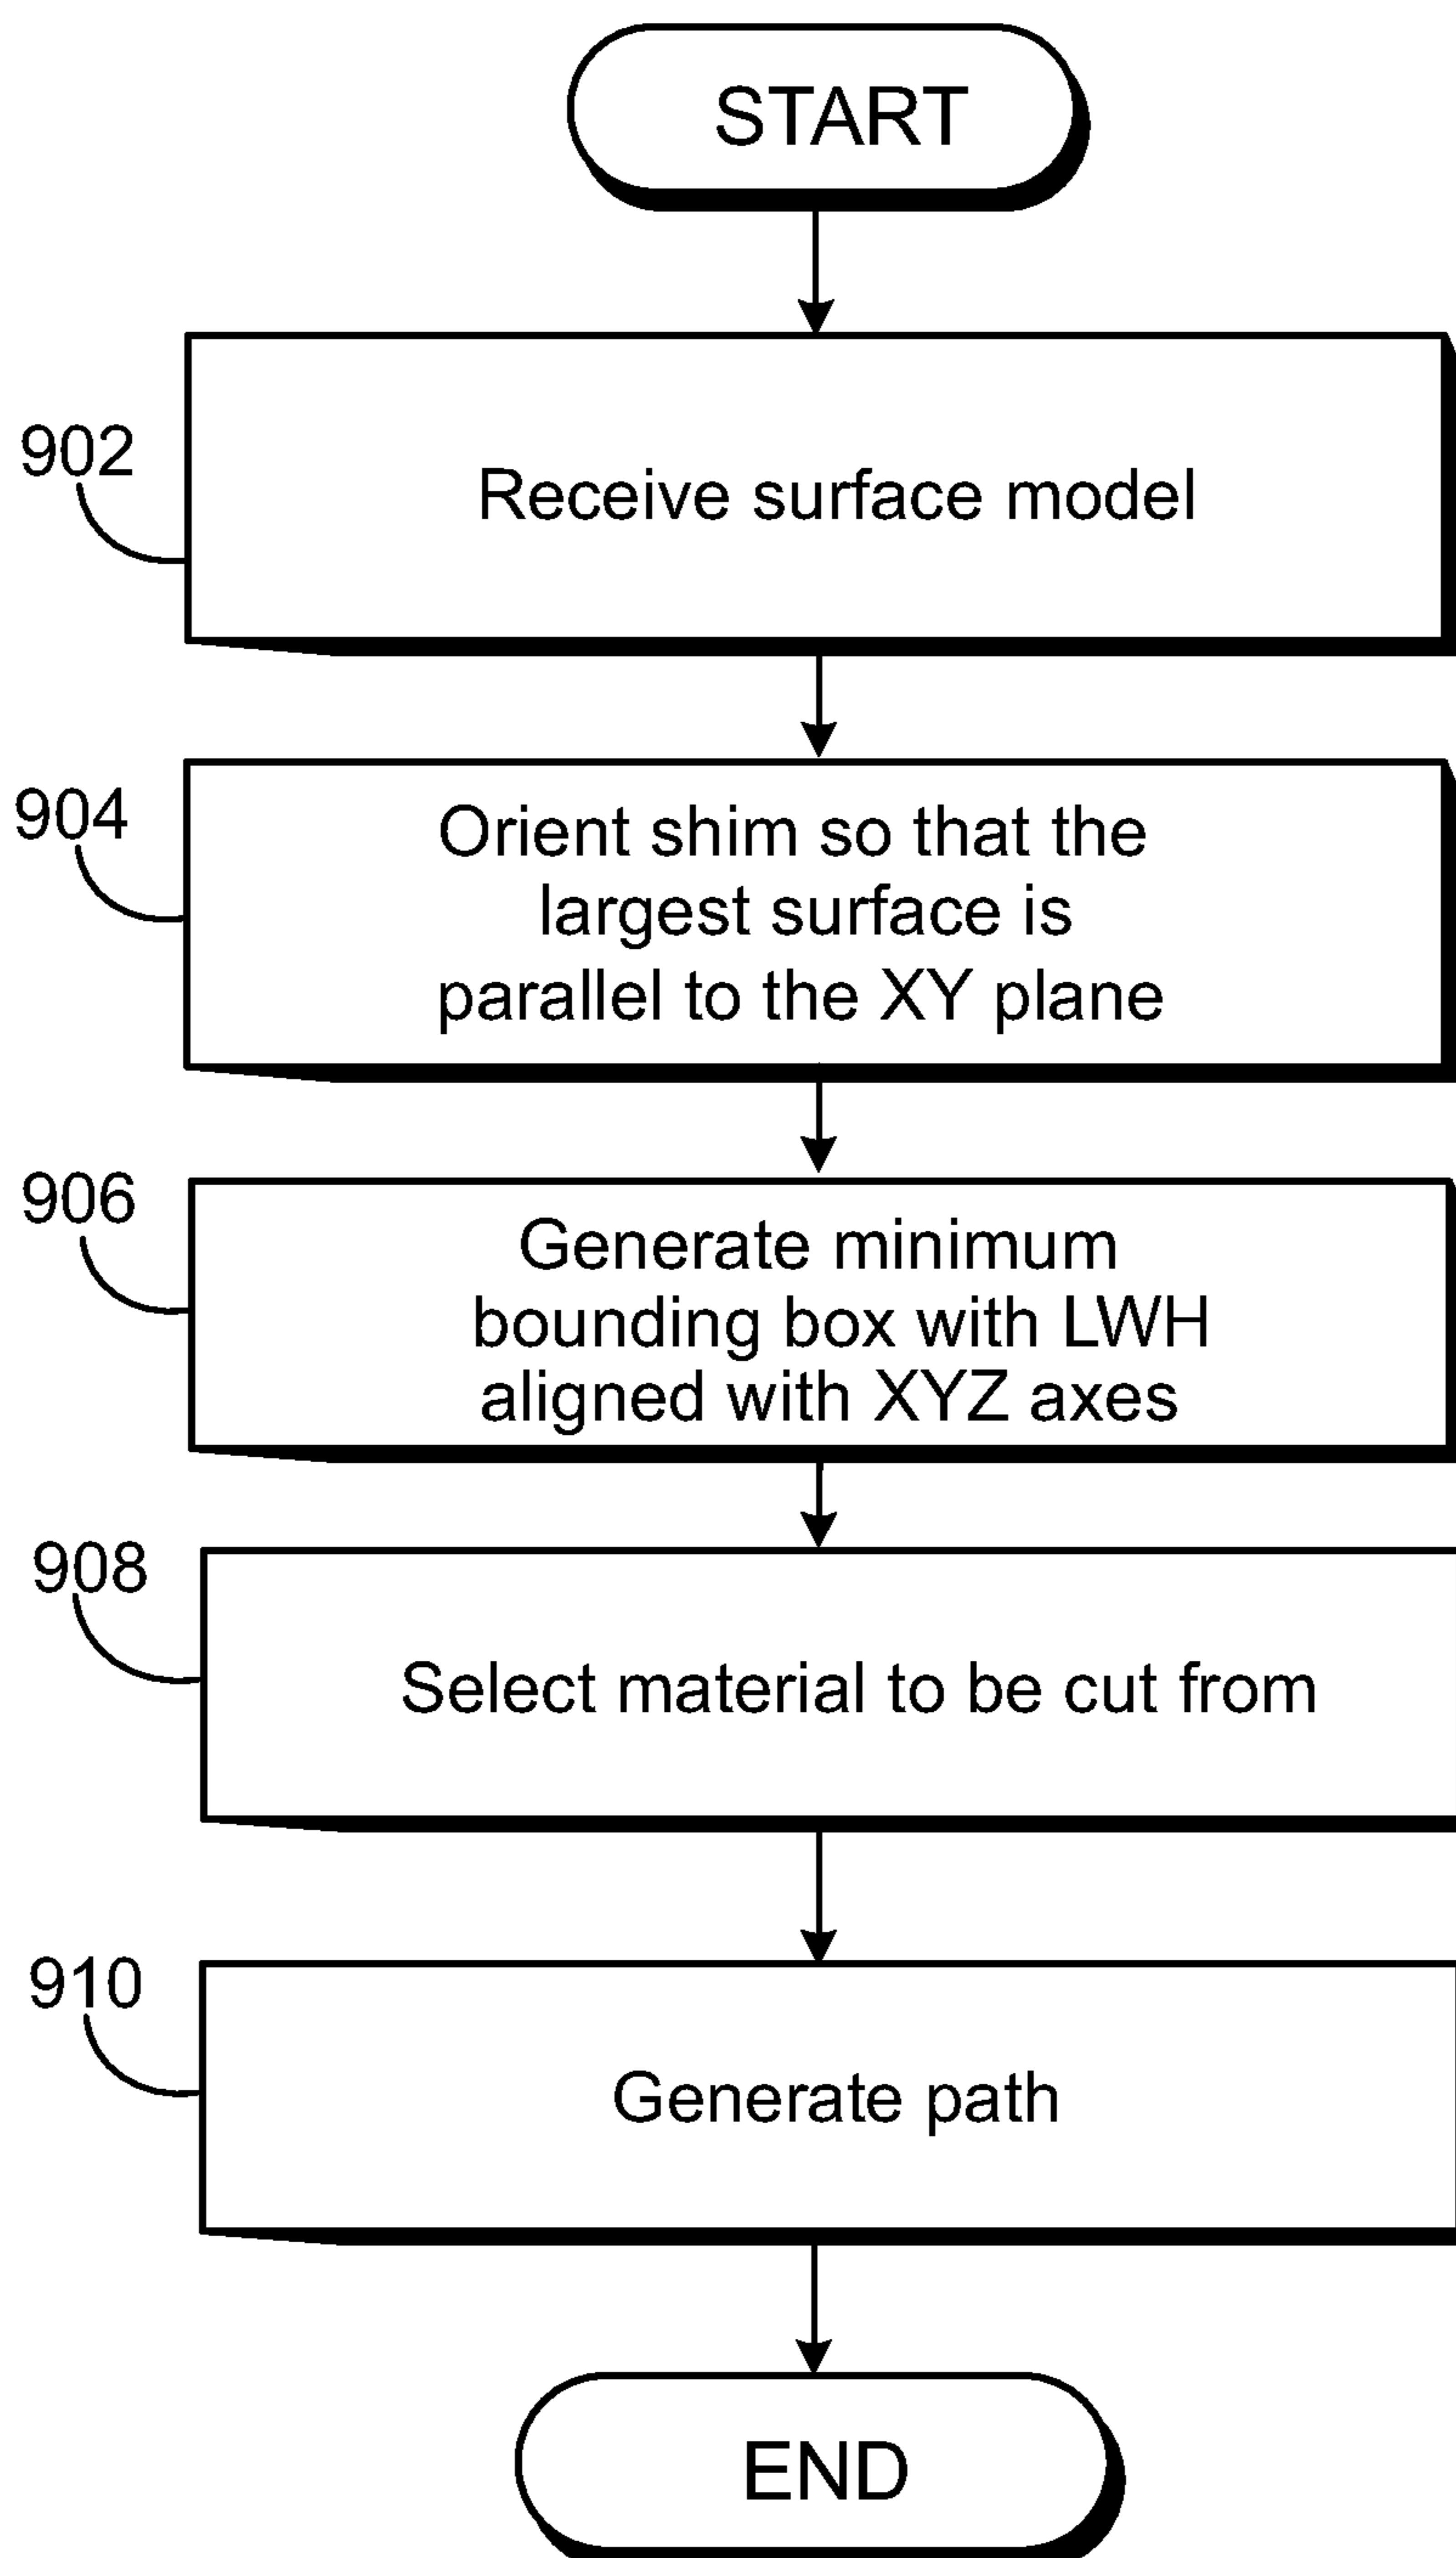 START
902
Receive surface model
904
Orient shim so that the
largest surface is
parallel to the XY plane
906
Generate minimum
bounding box with LWH
aligned with XYZ axes
908
Select material to be cut from
910
Generate path
END